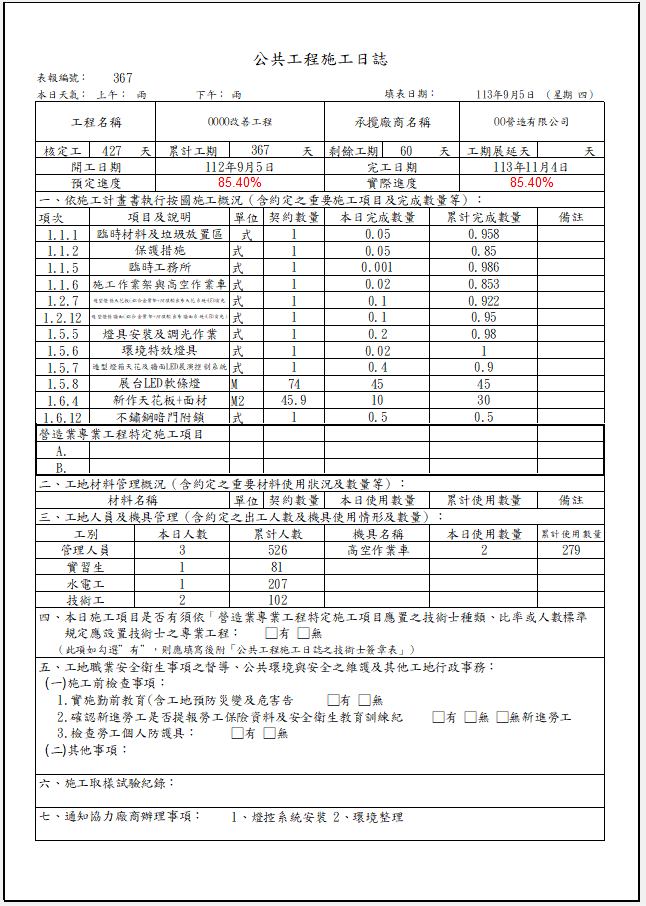 公共工程施工日誌
表報編號： 367
本日天氣： 上午： 雨 下午： 雨 填表日期： 113年9月5日 （星期 四）
工程名稱 0000改善工程 承攬廠商名稱 00營造有限公司
核定工 427 天 累計工期 367 天 剩餘工期 60 天 工期展延天 天
開工日期 112年9月5日 完工日期 113年11月4日
預定進度 85.40% 實際進度 85.40%
一、依施工計畫書執行按圖施工概況（含約定之重要施工項目及完成數量等）：
項次 項目及說明 單位 契約數量 本日完成數量 累計完成數量 備註
1.1.1 臨時材料及垃圾放置區 式 1 0.05 0.958
1.1.2 保護措施 式 1 0.05 0.85
1.1.5 臨時工務所 式 1 0.001 0.986
1.1.6 施工作業架與高空作業車 式 1 0.02 0.853
1.2.7 式 1 0.1 0.922
1.2.12 式 1 0.1 0.95
1.5.5 燈具安裝及調光作業 式 1 0.2 0.98
1.5.6 環境特效燈具 式 1 0.02 1
1.5.7 造型燈箱天花及牆面LED展演控制系統 式 1 0.4 0.9
1.5.8 展台LED軟條燈 M 74 45 45
1.6.4 新作天花板+面材 M2 45.9 10 30
1.6.12 不鏽鋼暗門附鎖 式 1 0.5 0.5
營造業專業工程特定施工項目
A.
B.
二、工地材料管理概況（含約定之重要材料使用狀況及數量等）：
材料名稱 單位 契約數量 本日使用數量 累計使用數量 備註
三、工地人員及機具管理（含約定之出工人數及機具使用情形及數量）：
工別 本日人數 累計人數 機具名稱 本日使用數量 累計使用數量
管理人員 3 526 高空作業車 2 279
實習生 1 81
水電工 1 207
技術工 2 102
四、本日施工項目是否有須依「營造業專業工程特定施工項目應置之技術士種類、比率或人數標準
規定應設置技術士之專業工程： □有 □無
（此項如勾選"有"，則應填寫後附「公共工程施工日誌之技術士簽章表」）
五、工地職業安全衛生事項之督導、公共環境與安全之維護及其他工地行政事務：
(一)施工前檢查事項：
1.實施勤前教育(含工地預防災變及危害告 □有 □無
2.確認新進勞工是否提報勞工保險資料及安全衛生教育訓練紀 □有 □無 □無新進勞工
3.檢查勞工個人防護具： □有 □無
(二)其他事項：
六、施工取樣試驗紀錄：
七、通知協力廠商辦理事項： 1、燈控系統安裝 2、環境整理